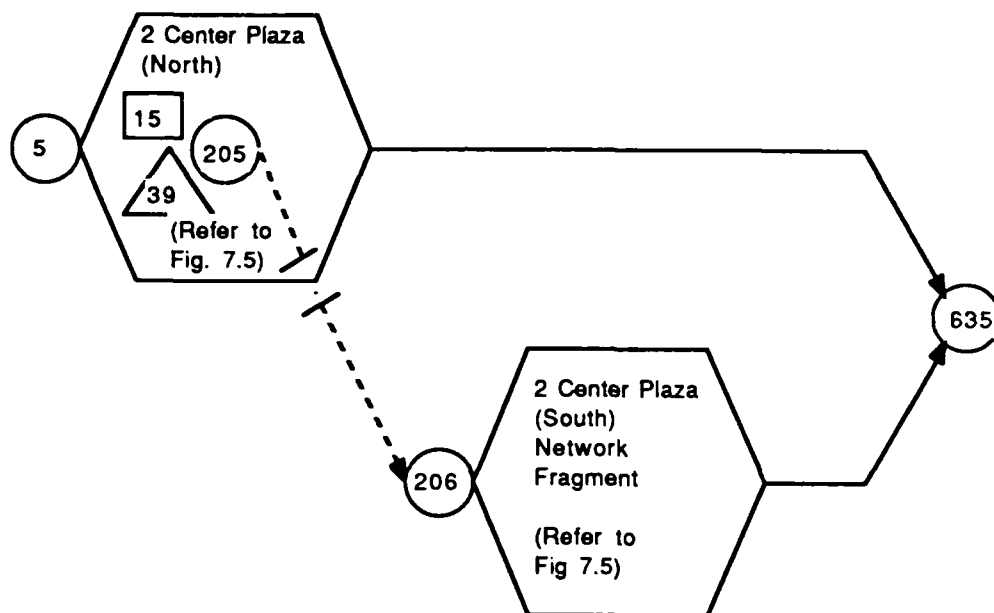 2 Center Plaza
(North)
15
5
205
39
(Refer to
Fig. 7.5)
635
2 Center Plaza
(South)
Network
Fragment
206
(Refer to
Fig 7.5)